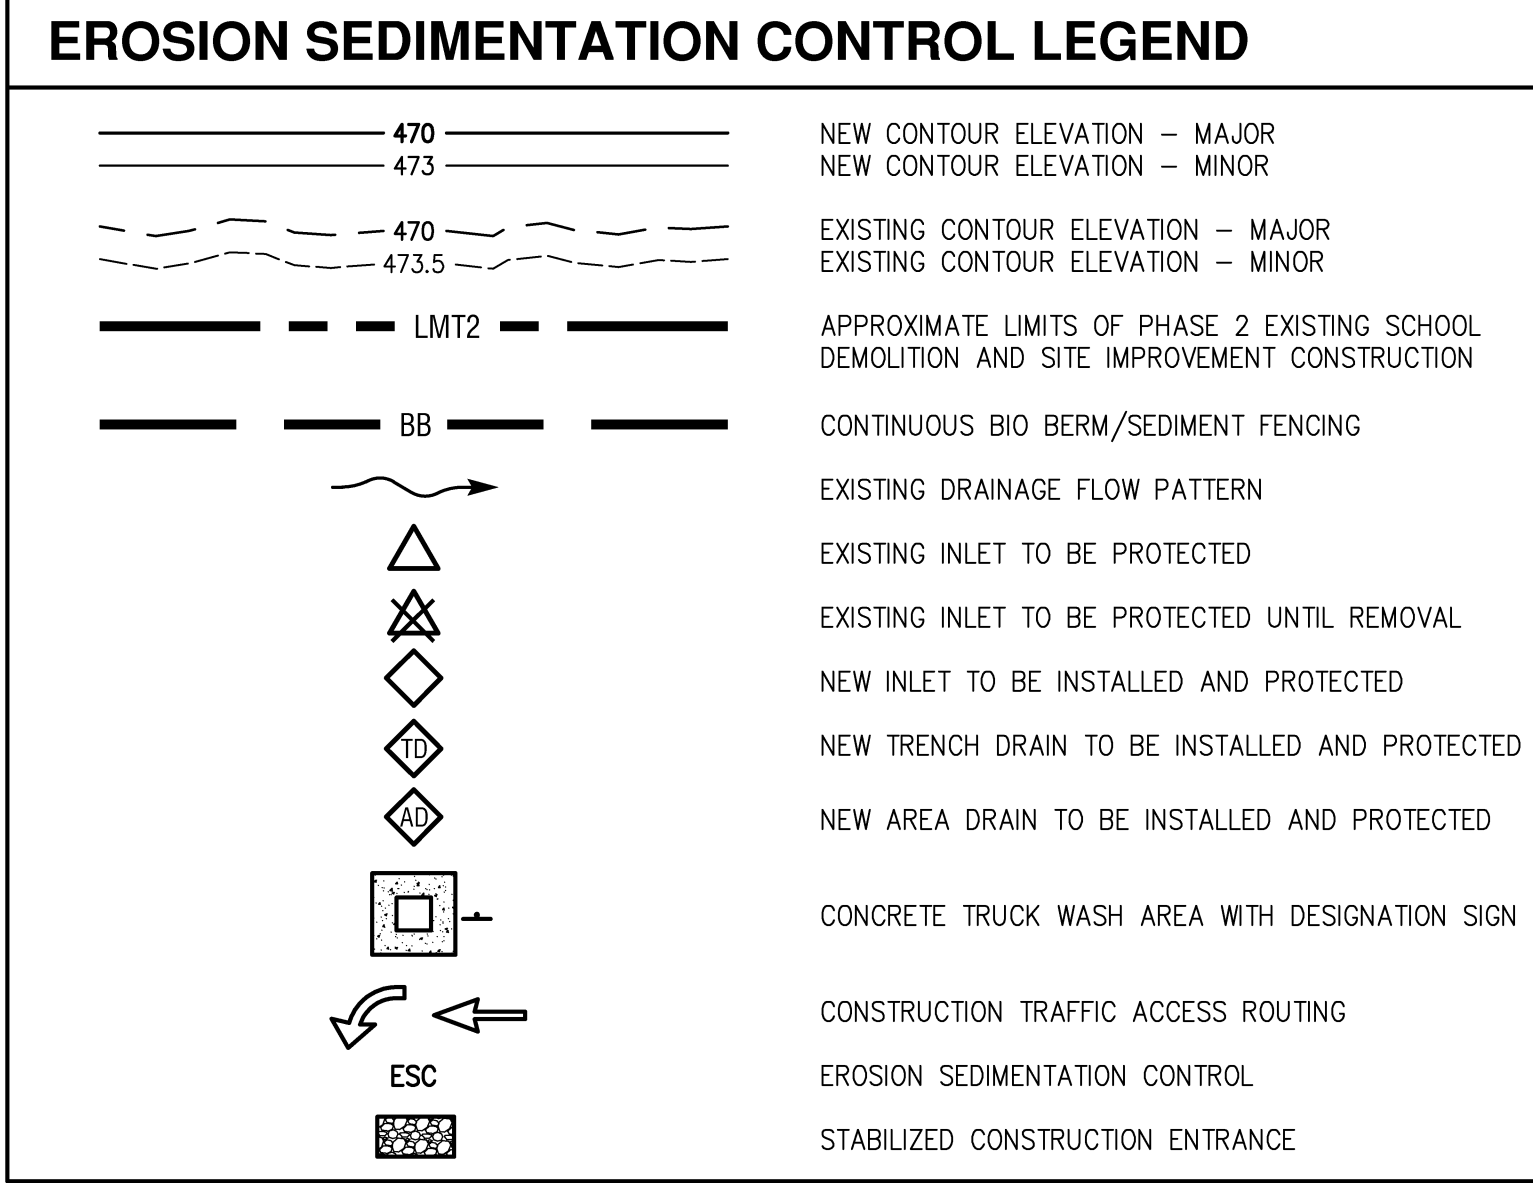 EROSION SEDIMENTATION CONTROL LEGEND
470 NEW CONTOUR ELEVATION – MAJOR
473 NEW CONTOUR ELEVATION – MINOR
470 EXISTING CONTOUR ELEVATION – MAJOR
473.5 EXISTING CONTOUR ELEVATION – MINOR
LMT2 APPROXIMATE LIMITS OF PHASE 2 EXISTING SCHOOL
DEMOLITION AND SITE IMPROVEMENT CONSTRUCTION
BB CONTINUOUS BIO BERM/SEDIMENT FENCING
EXISTING DRAINAGE FLOW PATTERN
EXISTING INLET TO BE PROTECTED
EXISTING INLET TO BE PROTECTED UNTIL REMOVAL
NEW INLET TO BE INSTALLED AND PROTECTED
TD NEW TRENCH DRAIN TO BE INSTALLED AND PROTECTED
AD NEW AREA DRAIN TO BE INSTALLED AND PROTECTED
CONCRETE TRUCK WASH AREA WITH DESIGNATION SIGN
CONSTRUCTION TRAFFIC ACCESS ROUTING
ESC EROSION SEDIMENTATION CONTROL
STABILIZED CONSTRUCTION ENTRANCE